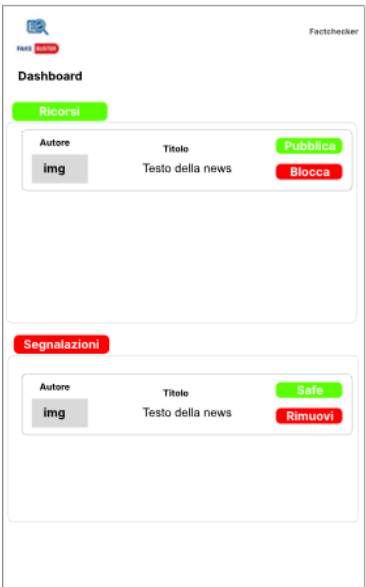 Factchecker
FAKE BUSTER
Dashboard
Ricorsi
Autore
Titolo
Pubblica
img
Testo della news
Blocca
Segnalazioni
Autore
Titolo
Safe
img
Testo della news
Rimuovi